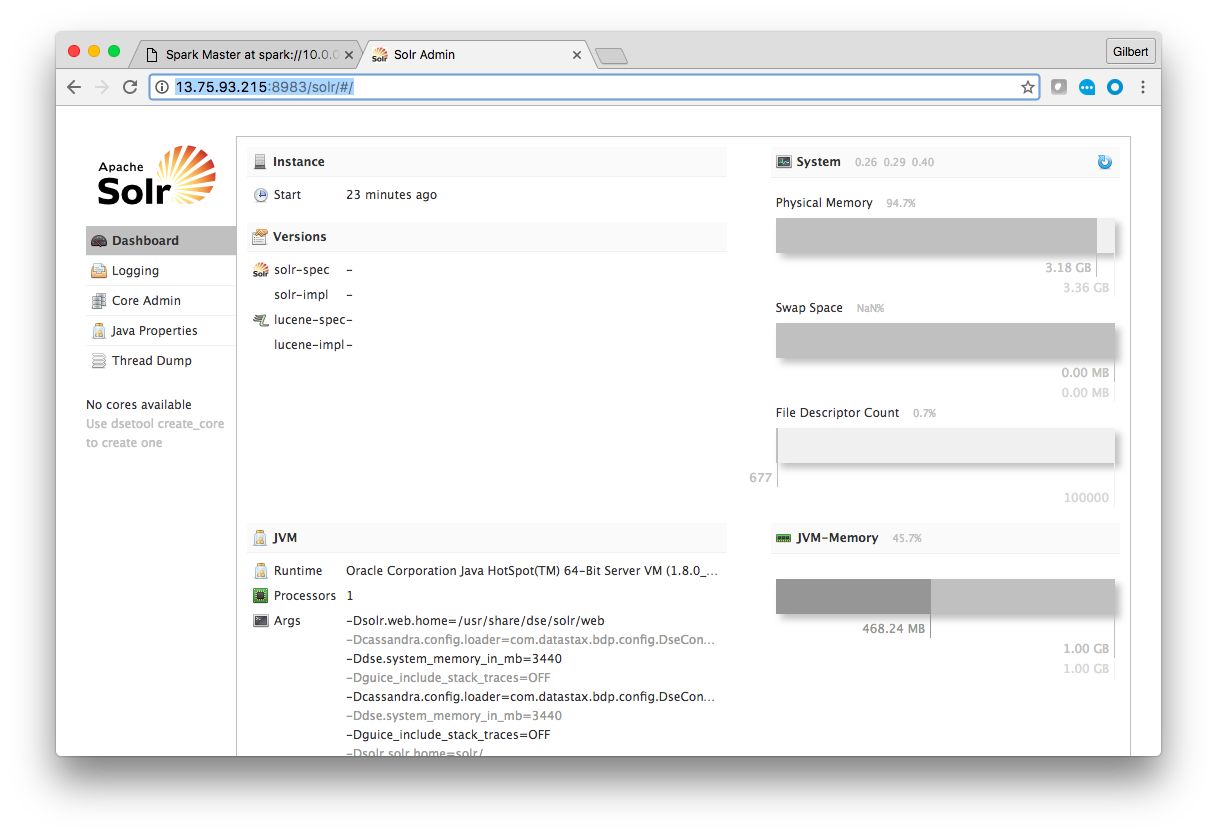 Spark Master at spark://10.0.0
Solr Admin
Gilbert
13.75.93.215:8983/solr/#/
Apache
Solr
Dashboard
Logging
Core Admin
Java Properties
Thread Dump
No cores available
Use dsetool create_core
to create one
Instance
Start 23 minutes ago
Versions
Solr solr-spec –
solr-impl –
lucene-spec–
lucene-impl –
JVM
Runtime Oracle Corporation Java HotSpot(TM) 64-Bit Server VM (1.8.0_...
Processors 1
Args -Dsolr.web.home=/usr/share/dse/solr/web
-Dcassandra.config.loader=com.datastax.bdp.config.DseCon...
-Ddse.system_memory_in_mb=3440
-Dguice_include_stack_traces=OFF
-Dcassandra.config.loader=com.datastax.bdp.config.DseCon...
-Ddse.system_memory_in_mb=3440
-Dguice_include_stack_traces=OFF
-Dsolr.solr.home=solr/
System 0.26 0.29 0.40
Physical Memory 94.7%
3.18 GB
3.36 GB
Swap Space NaN%
0.00 MB
0.00 MB
File Descriptor Count 0.7%
677
100000
JVM-Memory 45.7%
468.24 MB
1.00 GB
1.00 GB